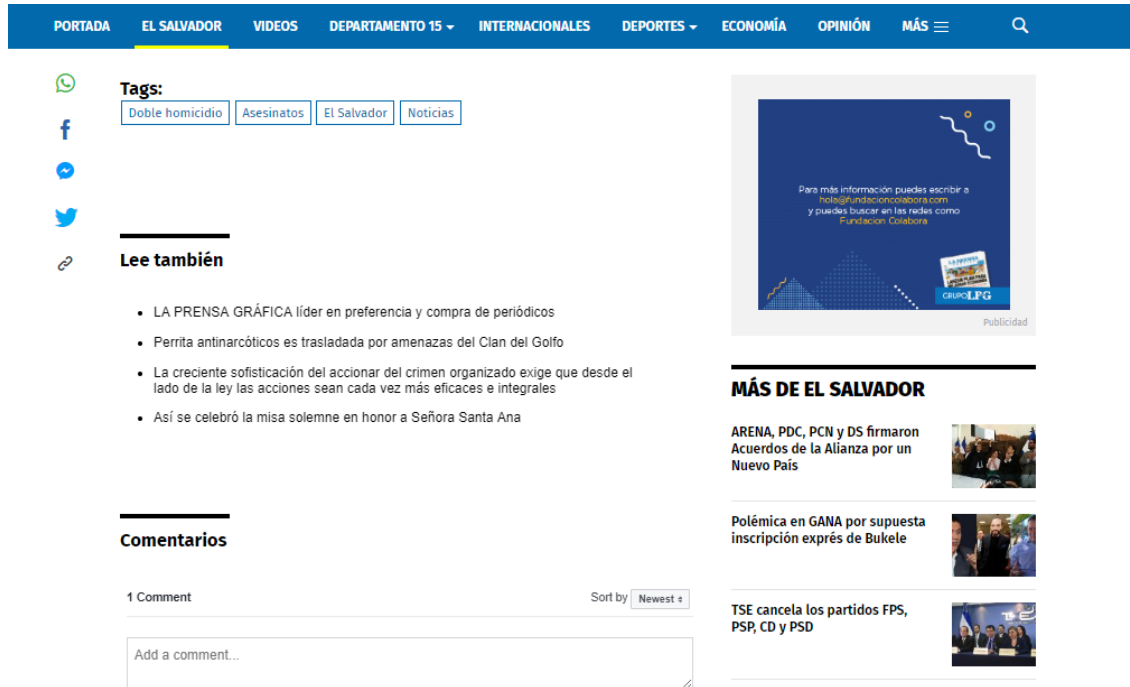 PORTADA EL SALVADOR VIDEOS DEPARTAMENTO 15 INTERNACIONALES DEPORTES ECONOMÍA OPINIÓN MÁS
Tags:
Doble homicidio Asesinatos El Salvador Noticias
Lee también
LA PRENSA GRÁFICA líder en preferencia y compra de periódicos
Perrita antinarcóticos es trasladada por amenazas del Clan del Golfo
La creciente sofisticación del accionar del crimen organizado exige que desde el
lado de la ley las acciones sean cada vez más eficaces e integrales
Así se celebró la misa solemne en honor a Señora Santa Ana
Comentarios
1 Comment Sort by Newest
Add a comment...
Para más información puedes escribir a
hola@fundacioncolabora.com
y puedes buscar en las redes como
Fundacion Colabora
GRUPO LPG
Publicidad
MÁS DE EL SALVADOR
ARENA, PDC, PCN y DS firmaron
Acuerdos de la Alianza por un
Nuevo País
Polémica en GANA por supuesta
inscripción exprés de Bukele
TSE cancela los partidos FPS,
PSP, CD y PSD